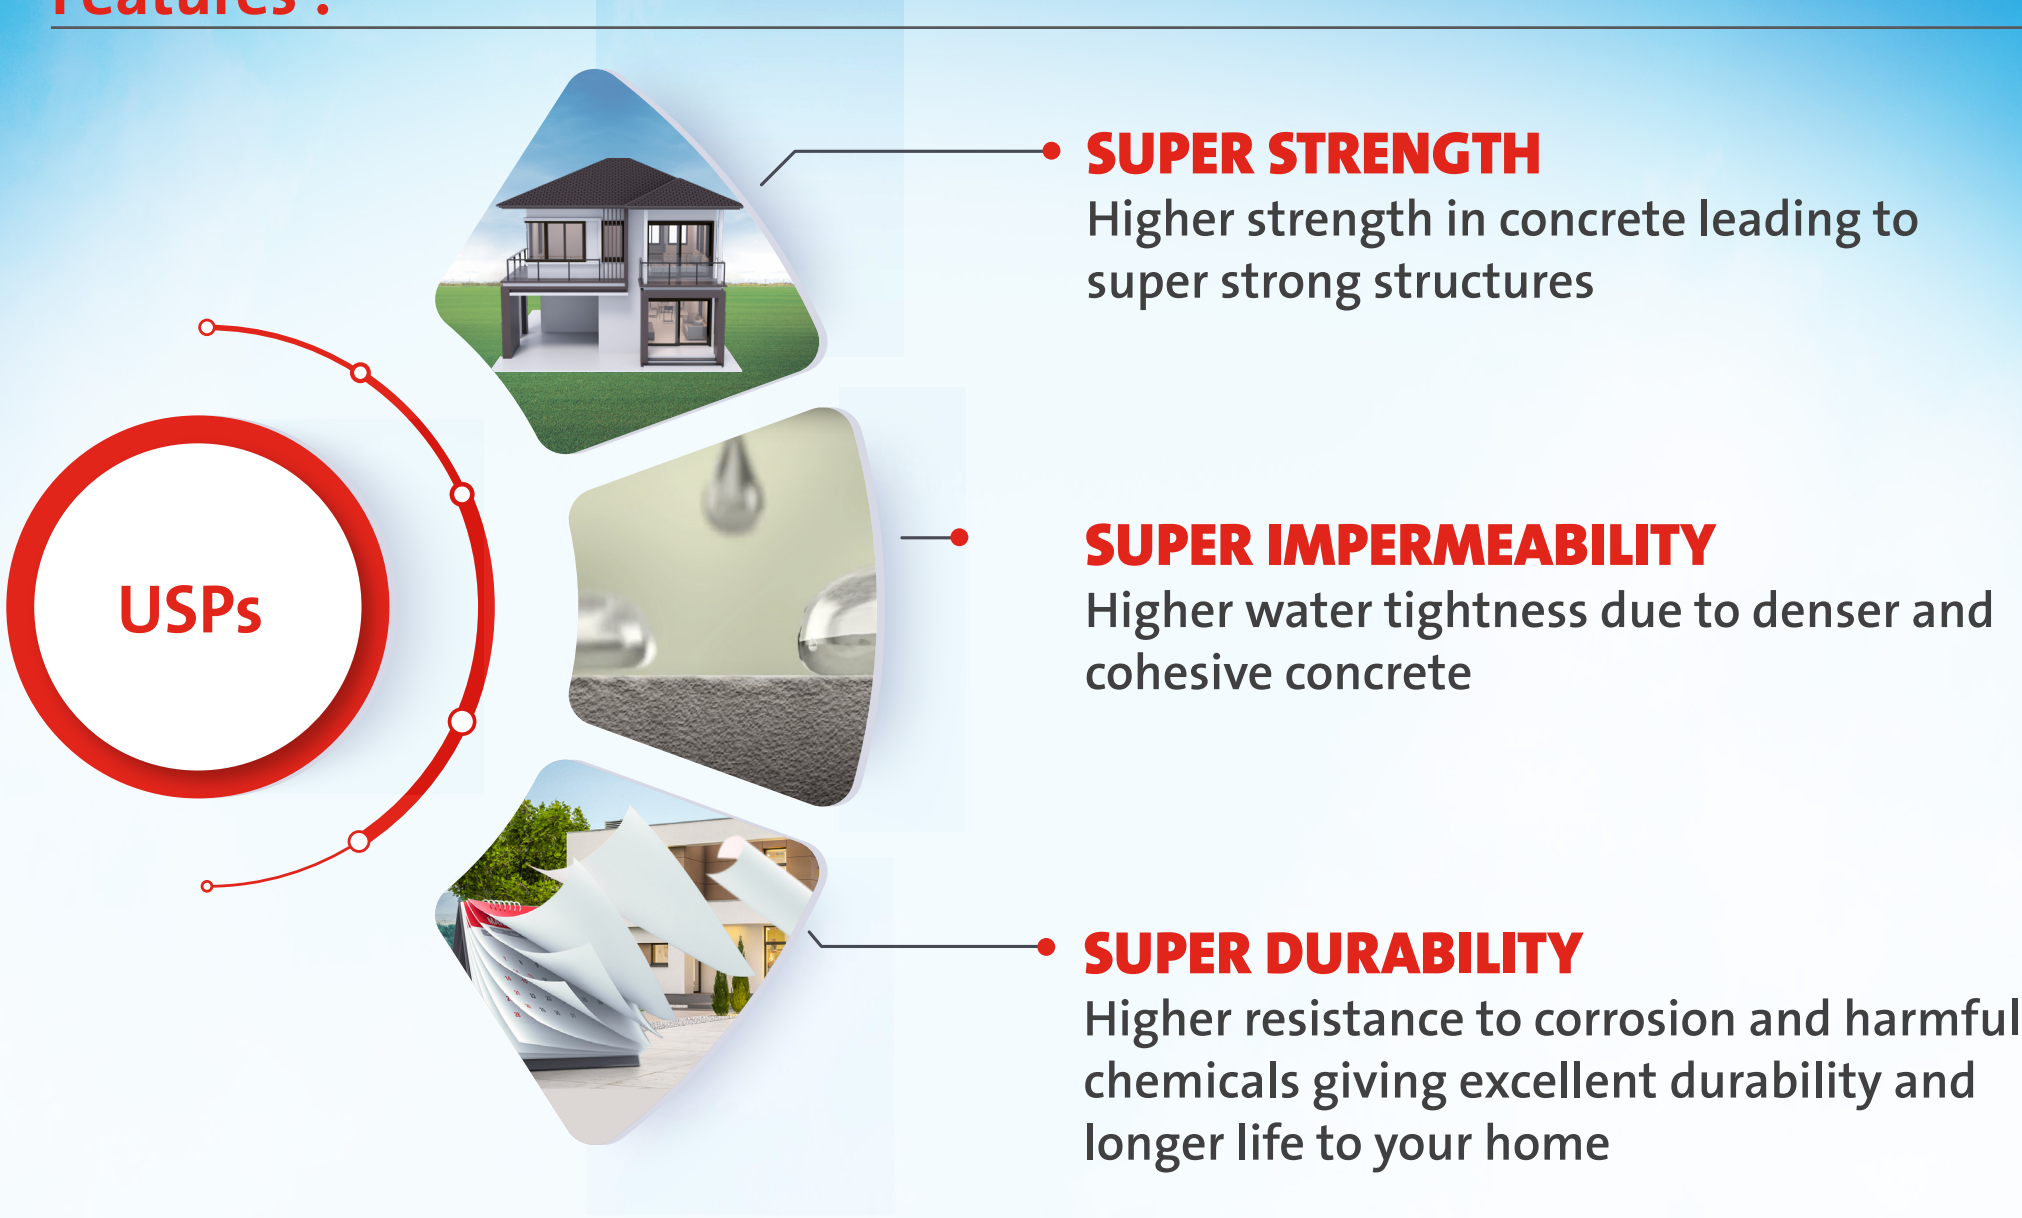 Features :
SUPER STRENGTH
Higher strength in concrete leading to
super strong structures
USPs
SUPER IMPERMEABILITY
Higher water tightness due to denser and
cohesive concrete
SUPER DURABILITY
Higher resistance to corrosion and harmful
chemicals giving excellent durability and
longer life to your home